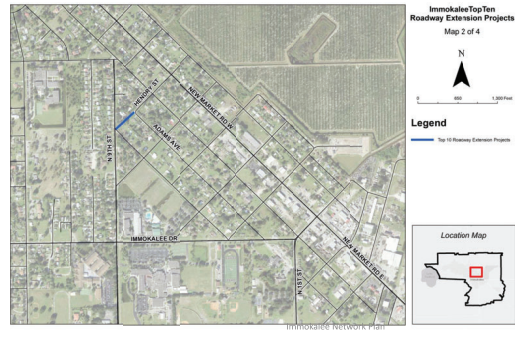 ImmokaleeTopTen
Roadway Extension Projects
Map 2 of 4
N
0 650 1,300 Feet
Legend
Top 10 Roadway Extension Projects
Location Map
HENDRY ST
NEW MARKET RD W
N 9TH ST
ADAMS AVE
IMMOKALEE DR
N 1ST ST
NEW MARKET RD E
Immokalee Network Plan